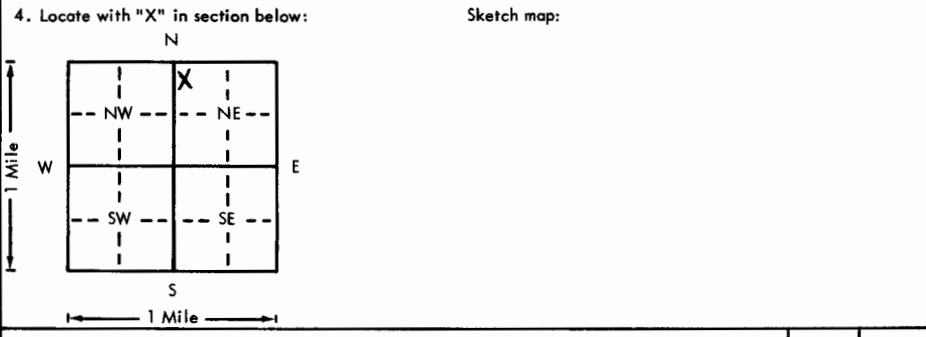 4. Locate with "X" in section below: Sketch map:
N
X
NW NE
1 Mile
W E
SW SE
S
1 Mile